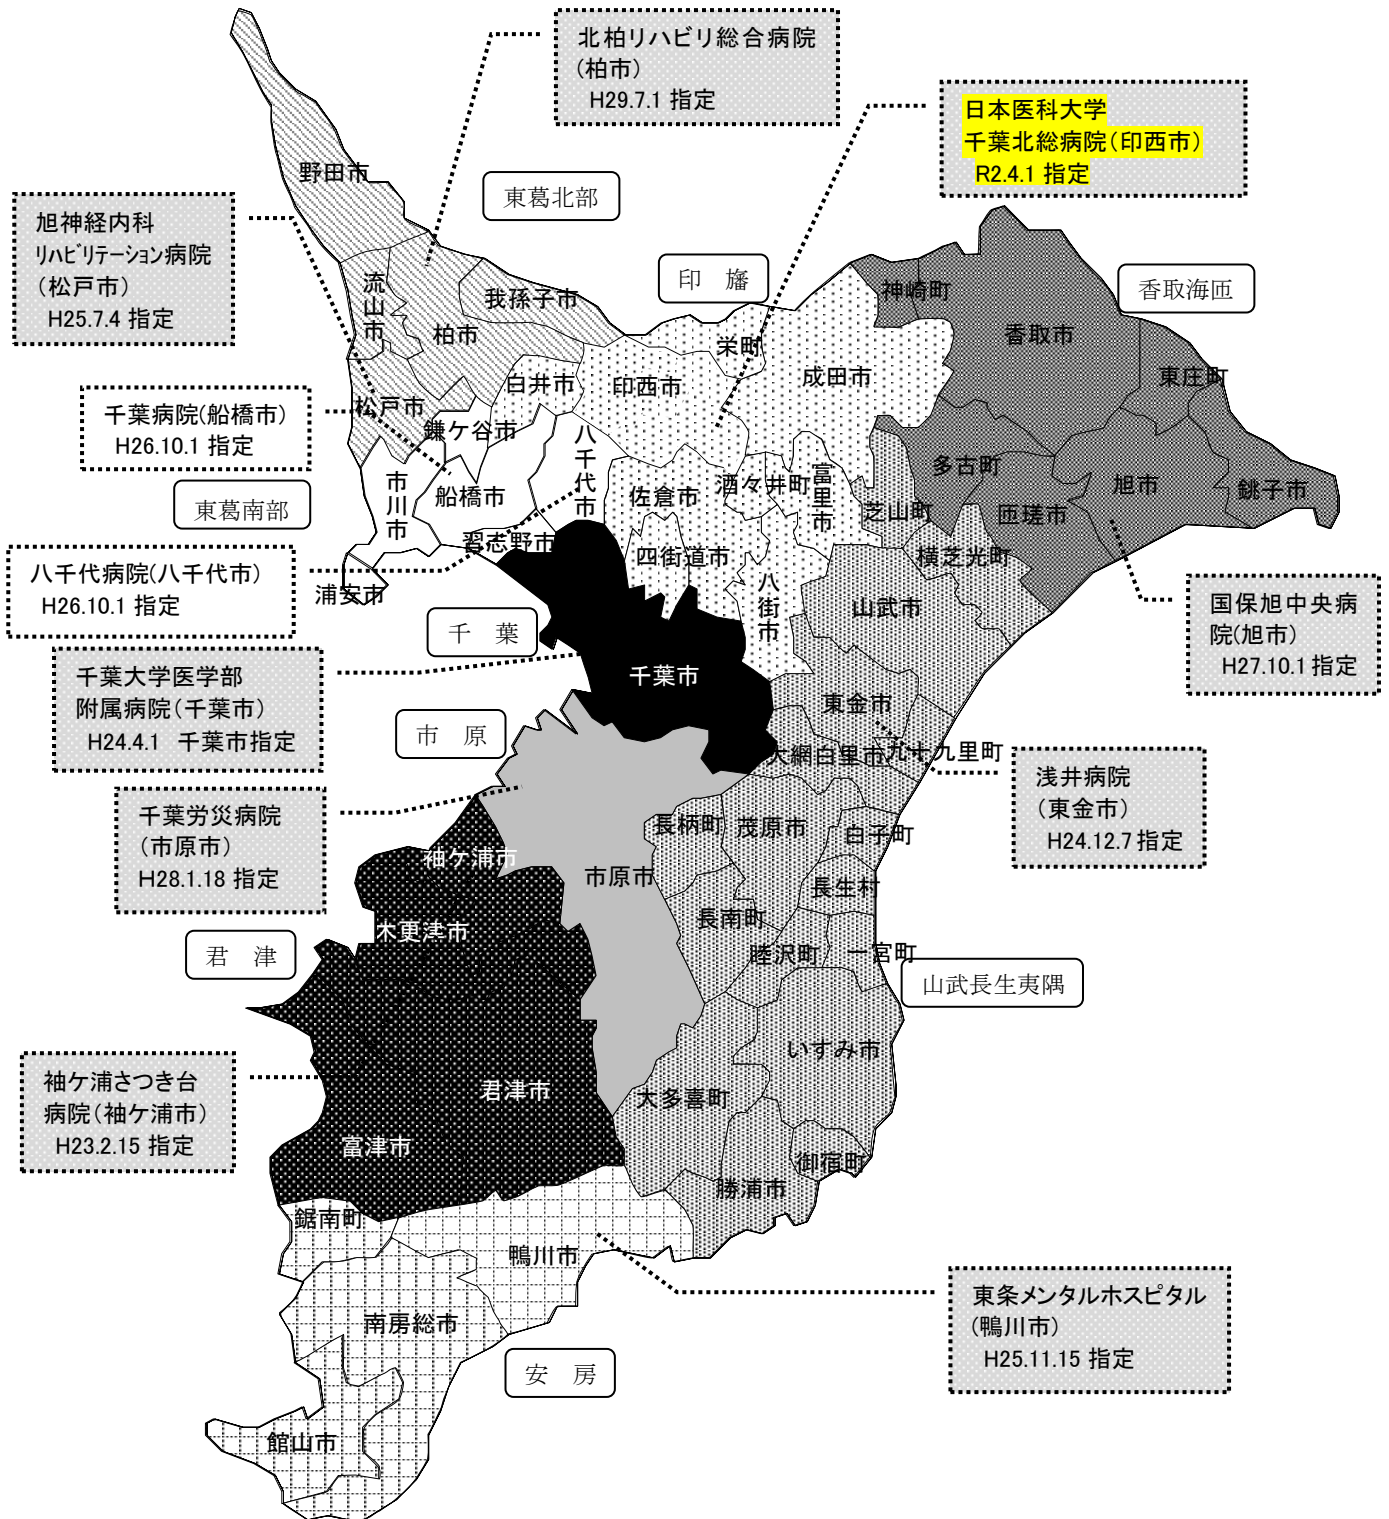 北柏リハビリ総合病院
(柏市)
H29.7.1 指定
日本医科大学
千葉北総病院(印西市)
R2.4.1 指定
野田市
東葛北部
旭神経内科
リハビリテーション病院
(松戸市)
H25.7.4 指定
印 旛
香取海匝
流山市
我孫子市
柏市
神崎町
香取市
栄町
成田市
白井市
印西市
東庄町
松戸市
千葉病院(船橋市)
H26.10.1 指定
鎌ケ谷市
八千代市
市川市
船橋市
東葛南部
佐倉市
酒々井町
富里市
多古町
芝山町
旭市
銚子市
匝瑳市
習志野市
四街道市
横芝光町
八千代病院(八千代市)
H26.10.1 指定
浦安市
八街市
山武市
国保旭中央病
院(旭市)
H27.10.1 指定
千 葉
千葉市
千葉大学医学部
附属病院(千葉市)
H24.4.1 千葉市指定
東金市
市 原
大網白里市
九十九里町
浅井病院
(東金市)
H24.12.7 指定
千葉労災病院
(市原市)
H28.1.18 指定
長柄町
茂原市
白子町
袖ケ浦市
市原市
長生村
長南町
木更津市
君 津
睦沢町
一宮町
山武長生夷隅
いすみ市
袖ケ浦さつき台
病院(袖ケ浦市)
H23.2.15 指定
君津市
大多喜町
富津市
御宿町
勝浦市
鋸南町
鴨川市
東条メンタルホスピタル
(鴨川市)
H25.11.15 指定
南房総市
安 房
館山市